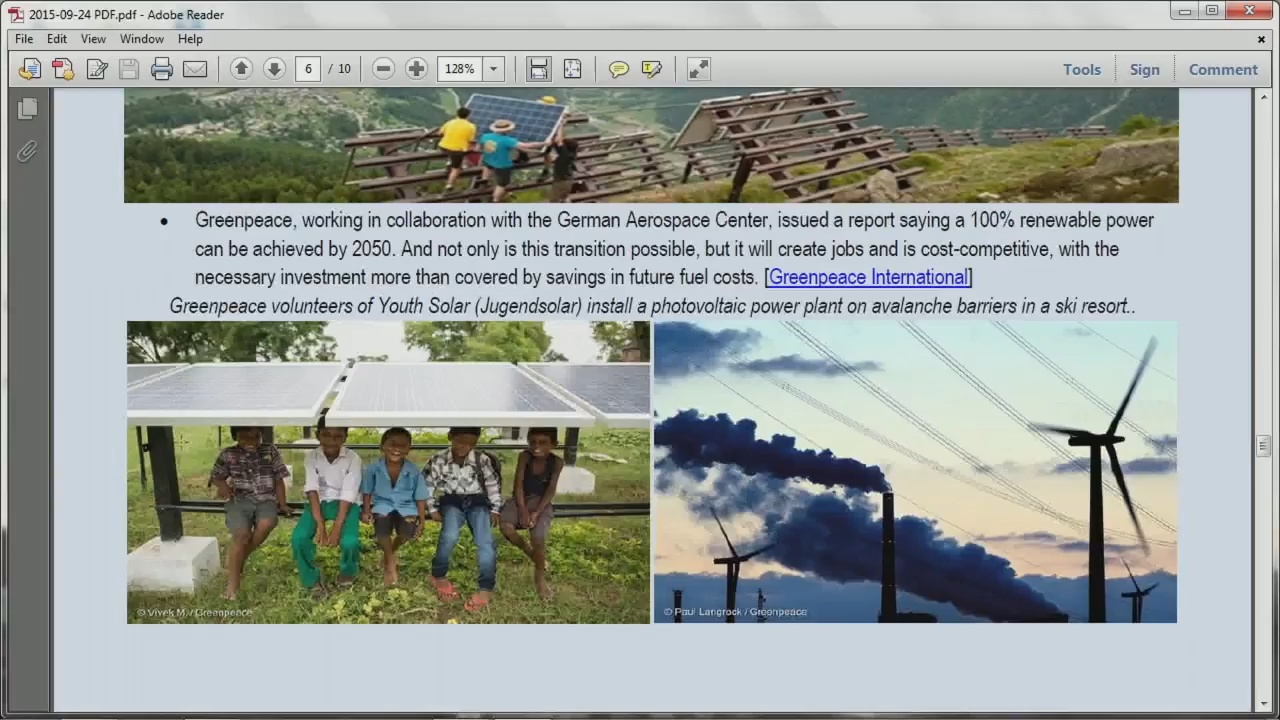 2015-09-24 PDF.pdf - Adobe Reader
File Edit View Window Help
6 / 10 128% Tools Sign Comment
• Greenpeace, working in collaboration with the German Aerospace Center, issued a report saying a 100% renewable power
can be achieved by 2050. And not only is this transition possible, but it will create jobs and is cost-competitive, with the
necessary investment more than covered by savings in future fuel costs. [Greenpeace International]
Greenpeace volunteers of Youth Solar (Jugendsolar) install a photovoltaic power plant on avalanche barriers in a ski resort..
© Vivek M. / Greenpeace
© Paul Langrock / Greenpeace